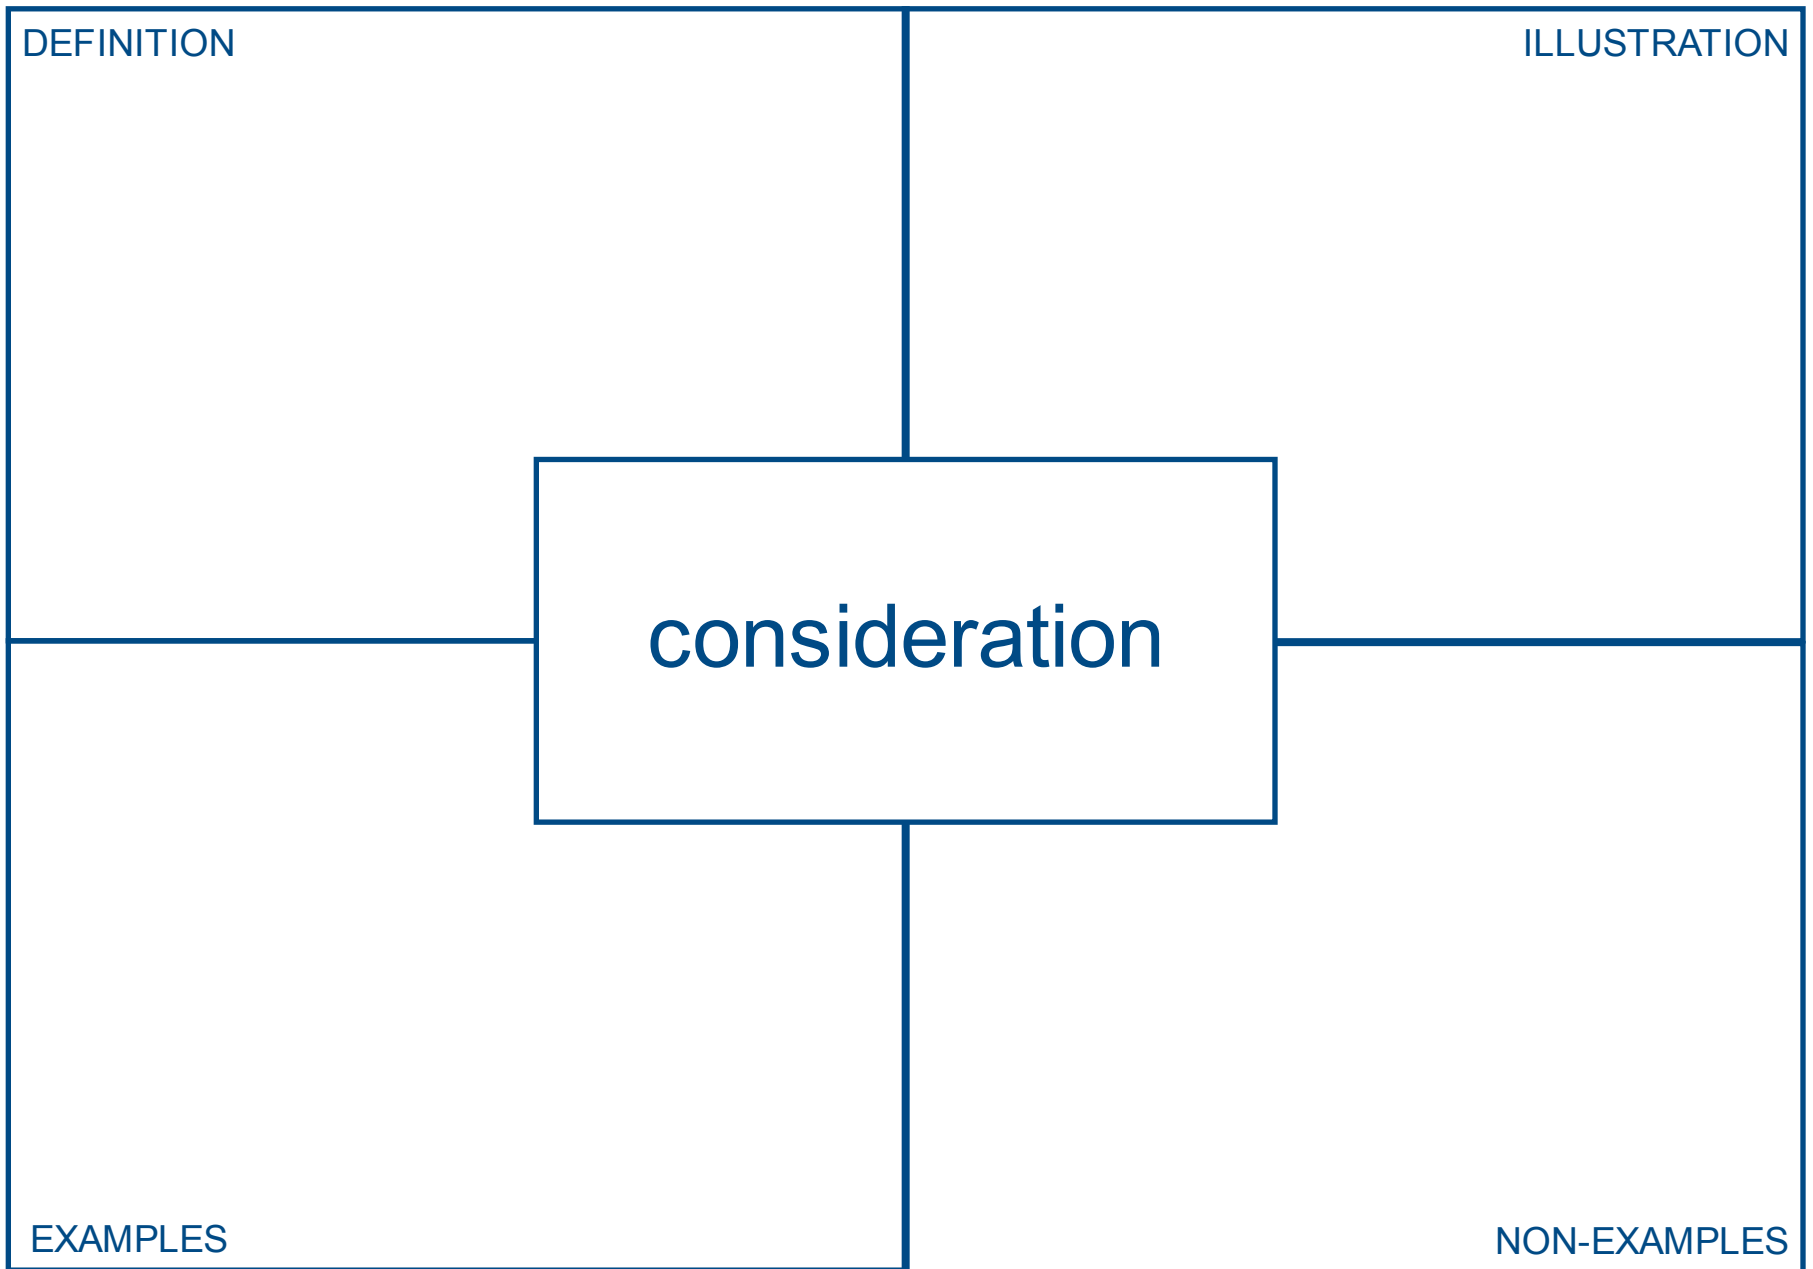 DEFINITION
ILLUSTRATION
consideration
EXAMPLES
NON-EXAMPLES